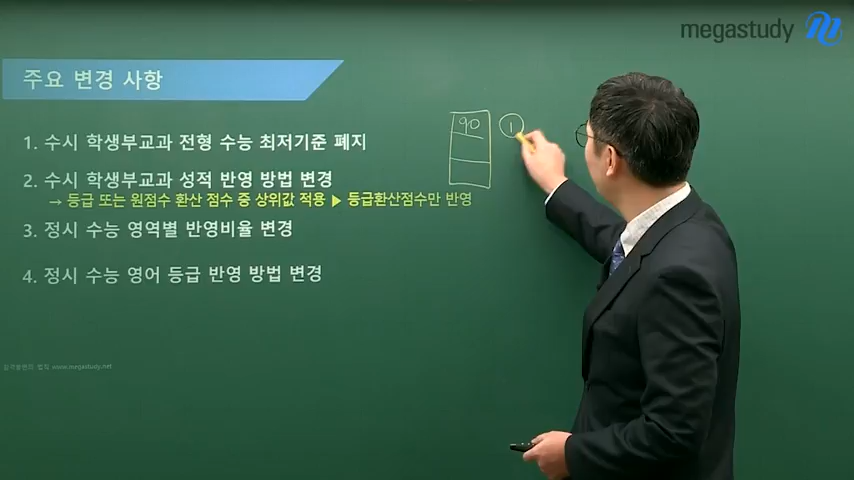 megastudy
주요 변경 사항
90 1
1. 수시 학생부교과 전형 수능 최저기준 폐지
2. 수시 학생부교과 성적 반영 방법 변경
→ 등급 또는 원점수 환산 점수 중 상위값 적용 ▶ 등급환산점수만 반영
3. 정시 수능 영역별 반영비율 변경
4. 정시 수능 영어 등급 반영 방법 변경
www.megastudy.net